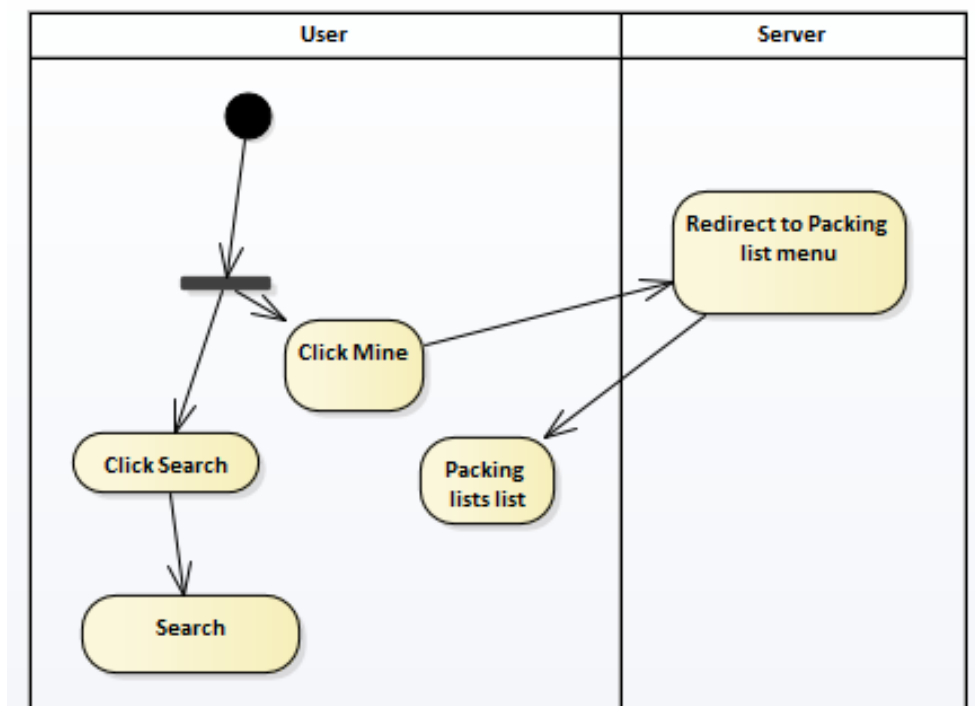 User
Server
Redirect to Packing
list menu
Click Mine
Click Search
Packing
lists list
Search